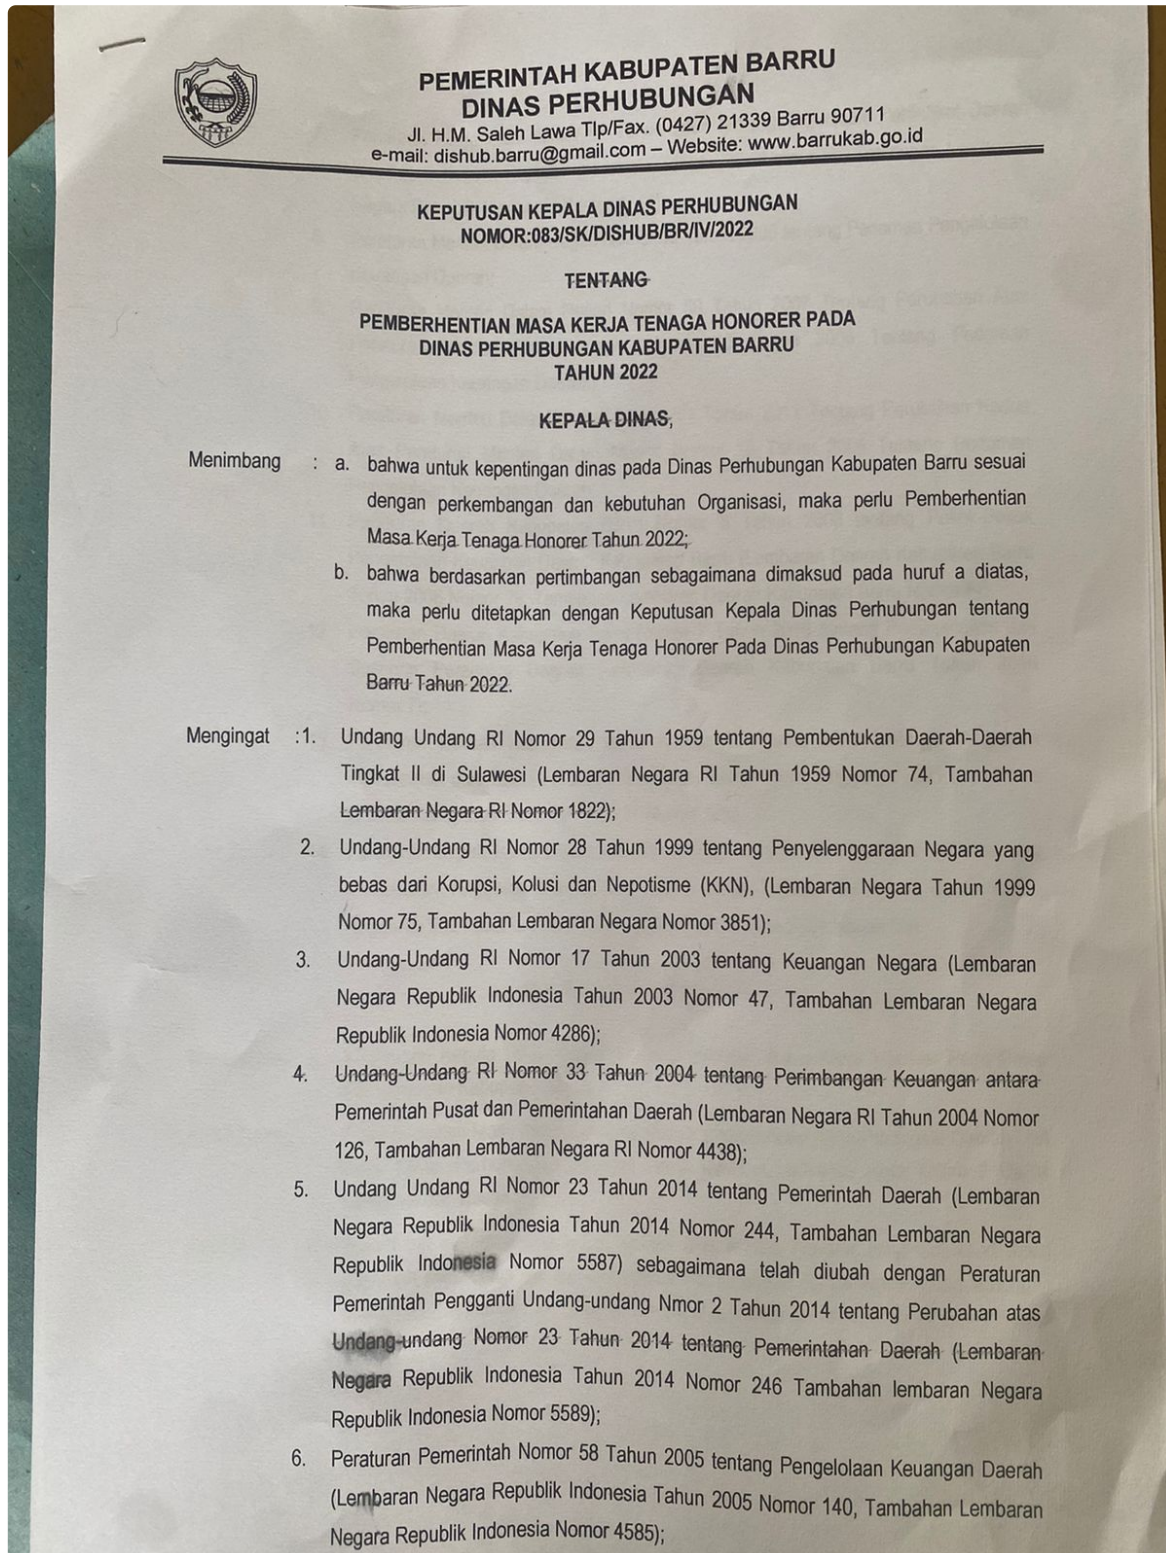 PEMERINTAH KABUPATEN BARRU
DINAS PERHUBUNGAN
Jl. H.M. Saleh Lawa Tlp/Fax. (0427) 21339 Barru 90711
e-mail: dishub.barru@gmail.com – Website: www.barrukab.go.id
KEPUTUSAN KEPALA DINAS PERHUBUNGAN
NOMOR:083/SK/DISHUB/BR/IV/2022
TENTANG
PEMBERHENTIAN MASA KERJA TENAGA HONORER PADA
DINAS PERHUBUNGAN KABUPATEN BARRU
TAHUN 2022
KEPALA DINAS,
Menimbang : a. bahwa untuk kepentingan dinas pada Dinas Perhubungan Kabupaten Barru sesuai
dengan perkembangan dan kebutuhan Organisasi, maka perlu Pemberhentian
Masa Kerja Tenaga Honorer Tahun 2022;
b. bahwa berdasarkan pertimbangan sebagaimana dimaksud pada huruf a diatas,
maka perlu ditetapkan dengan Keputusan Kepala Dinas Perhubungan tentang
Pemberhentian Masa Kerja Tenaga Honorer Pada Dinas Perhubungan Kabupaten
Barru Tahun 2022.
Mengingat :1. Undang Undang RI Nomor 29 Tahun 1959 tentang Pembentukan Daerah-Daerah
Tingkat II di Sulawesi (Lembaran Negara RI Tahun 1959 Nomor 74, Tambahan
Lembaran Negara RI Nomor 1822);
2. Undang-Undang RI Nomor 28 Tahun 1999 tentang Penyelenggaraan Negara yang
bebas dari Korupsi, Kolusi dan Nepotisme (KKN), (Lembaran Negara Tahun 1999
Nomor 75, Tambahan Lembaran Negara Nomor 3851);
3. Undang-Undang RI Nomor 17 Tahun 2003 tentang Keuangan Negara (Lembaran
Negara Republik Indonesia Tahun 2003 Nomor 47, Tambahan Lembaran Negara
Republik Indonesia Nomor 4286);
4. Undang-Undang RI Nomor 33 Tahun 2004 tentang Perimbangan Keuangan antara
Pemerintah Pusat dan Pemerintahan Daerah (Lembaran Negara RI Tahun 2004 Nomor
126, Tambahan Lembaran Negara RI Nomor 4438);
5. Undang Undang RI Nomor 23 Tahun 2014 tentang Pemerintah Daerah (Lembaran
Negara Republik Indonesia Tahun 2014 Nomor 244, Tambahan Lembaran Negara
Republik Indonesia Nomor 5587) sebagaimana telah diubah dengan Peraturan
Pemerintah Pengganti Undang-undang Nmor 2 Tahun 2014 tentang Perubahan atas
Undang-undang Nomor 23 Tahun 2014 tentang Pemerintahan Daerah (Lembaran
Negara Republik Indonesia Tahun 2014 Nomor 246 Tambahan lembaran Negara
Republik Indonesia Nomor 5589);
6. Peraturan Pemerintah Nomor 58 Tahun 2005 tentang Pengelolaan Keuangan Daerah
(Lembaran Negara Republik Indonesia Tahun 2005 Nomor 140, Tambahan Lembaran
Negara Republik Indonesia Nomor 4585);